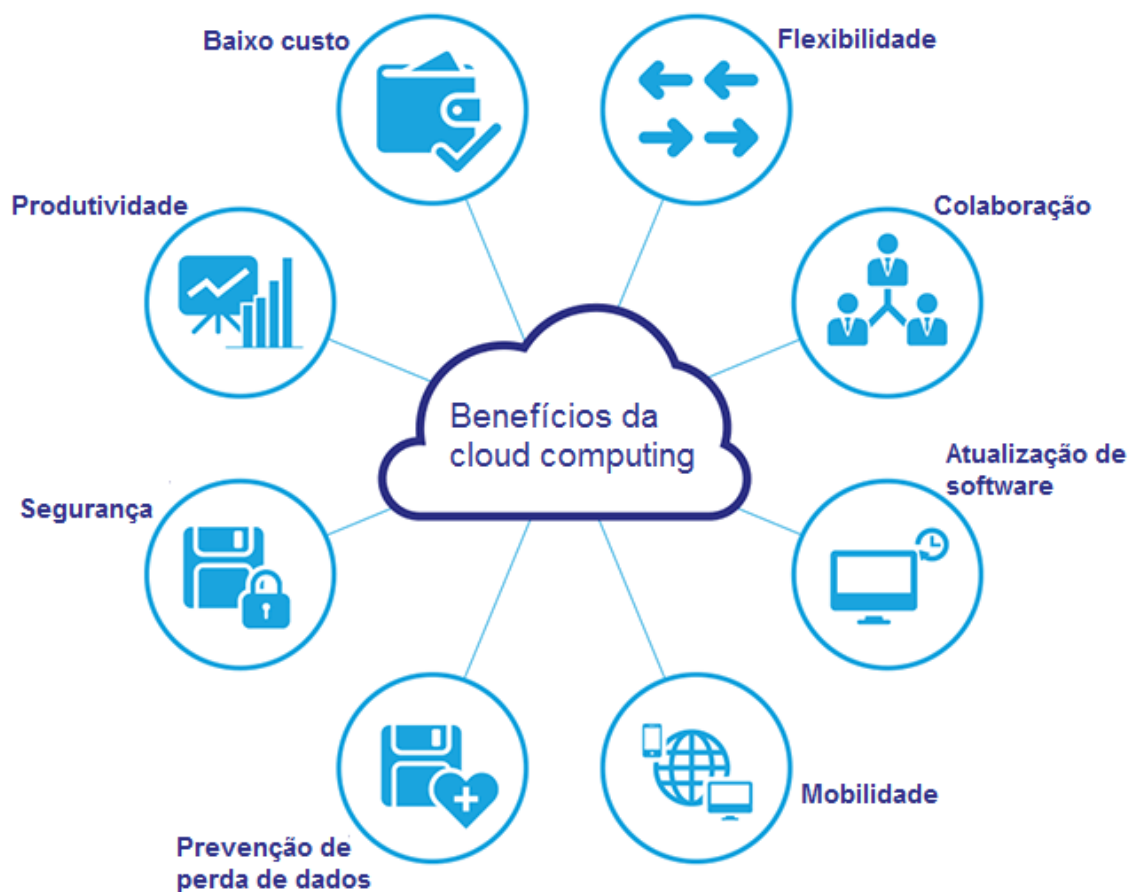 Baixo custo
Flexibilidade
Produtividade
Colaboração
Benefícios da
cloud computing
Segurança
Atualização de
software
Prevenção de
perda de dados
Mobilidade